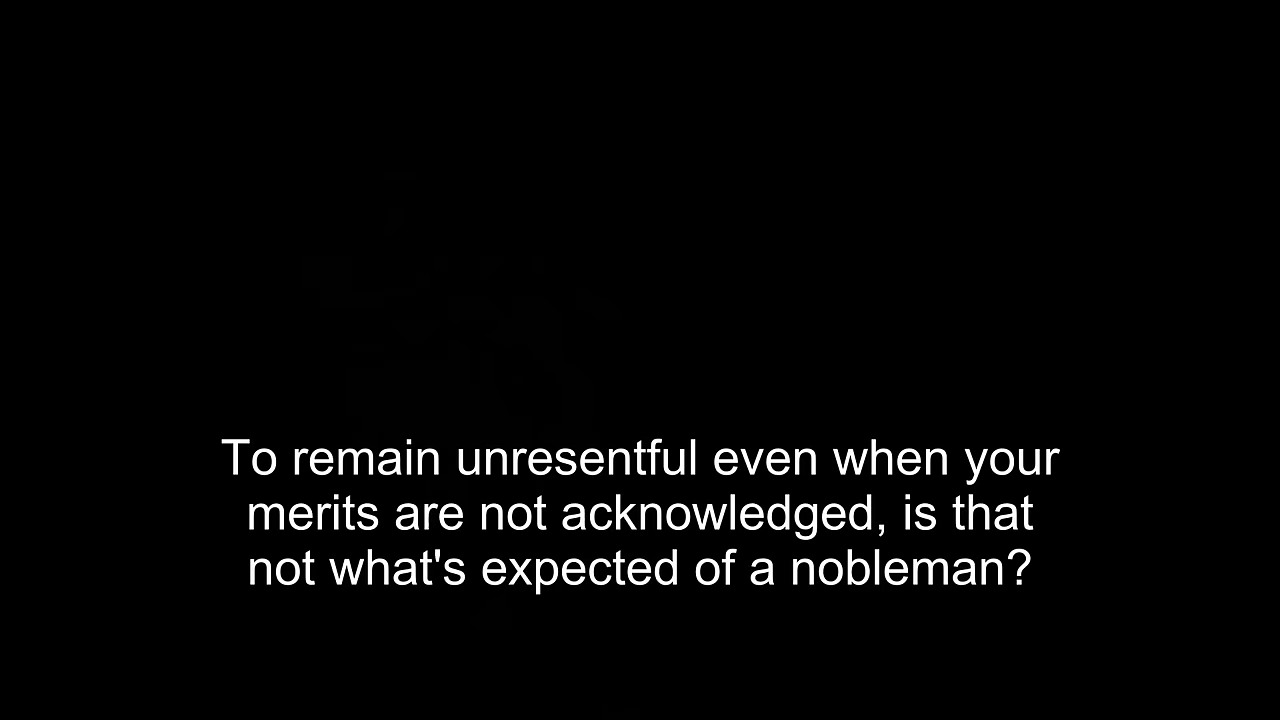 To remain unresentful even when your
merits are not acknowledged, is that
not what's expected of a nobleman?